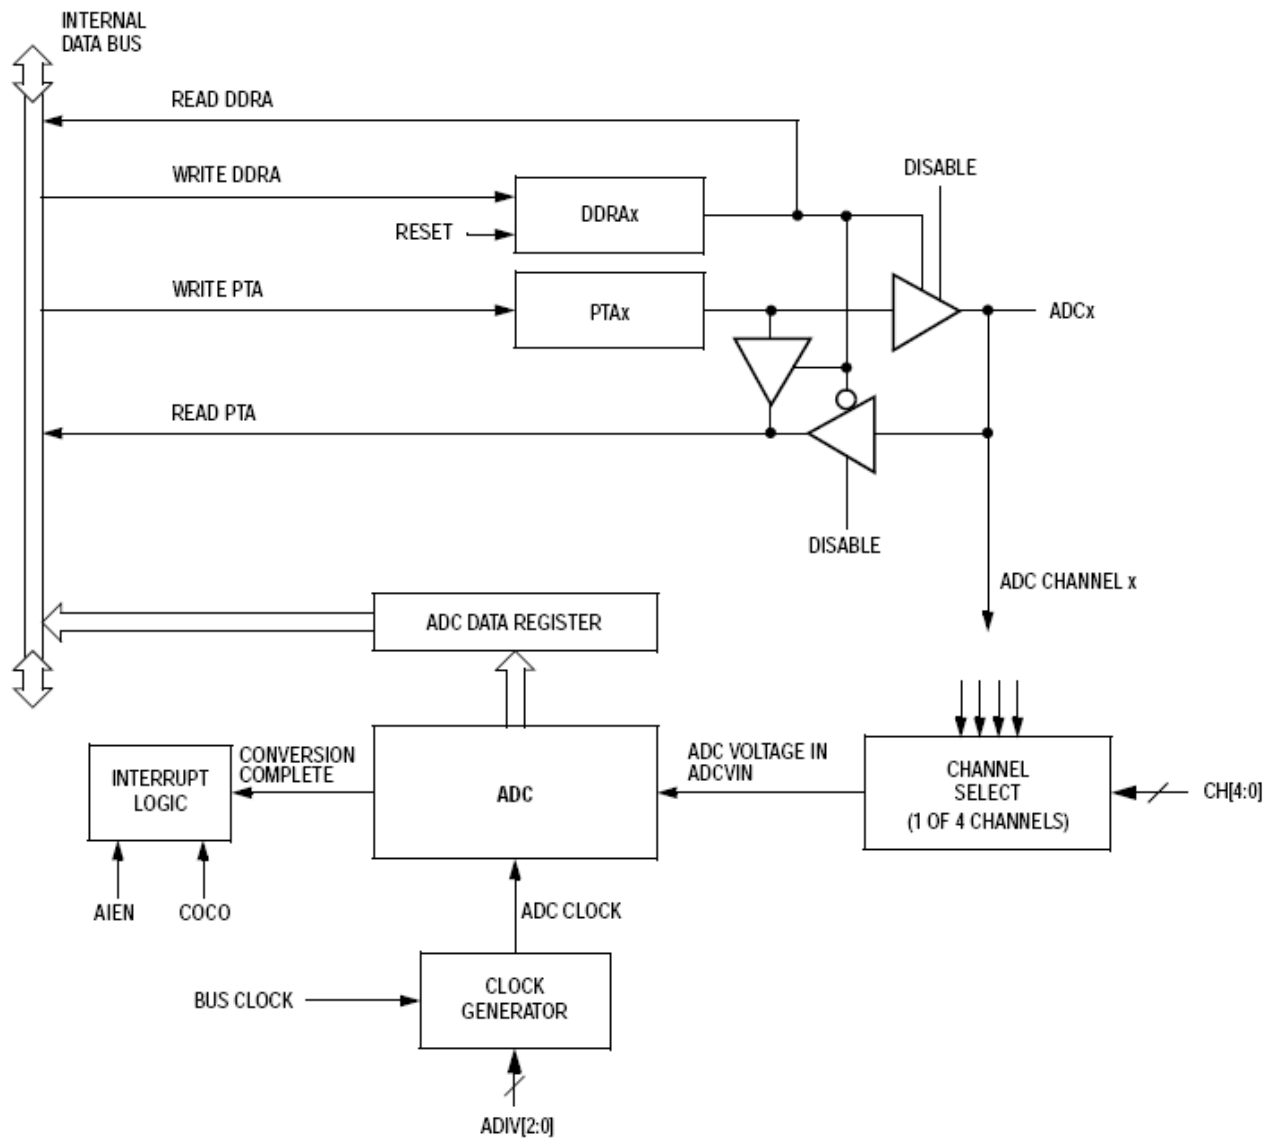 INTERNAL
DATA BUS
READ DDRA
WRITE DDRA
DISABLE
DDRAx
RESET
WRITE PTA
PTAx
ADCx
READ PTA
DISABLE
ADC CHANNEL x
ADC DATA REGISTER
INTERRUPT
LOGIC
CONVERSION
COMPLETE
ADC
ADC VOLTAGE IN
ADCVIN
CHANNEL
SELECT
(1 OF 4 CHANNELS)
CH[4:0]
AIEN
COCO
ADC CLOCK
BUS CLOCK
CLOCK
GENERATOR
ADIV[2:0]